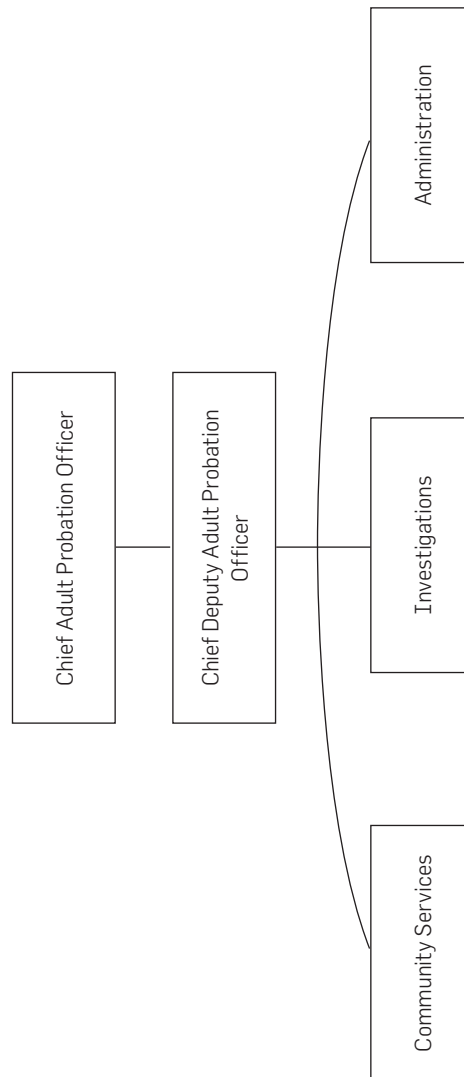 Chief Adult Probation Officer
Chief Deputy Adult Probation
Officer
Community Services
Investigations
Administration